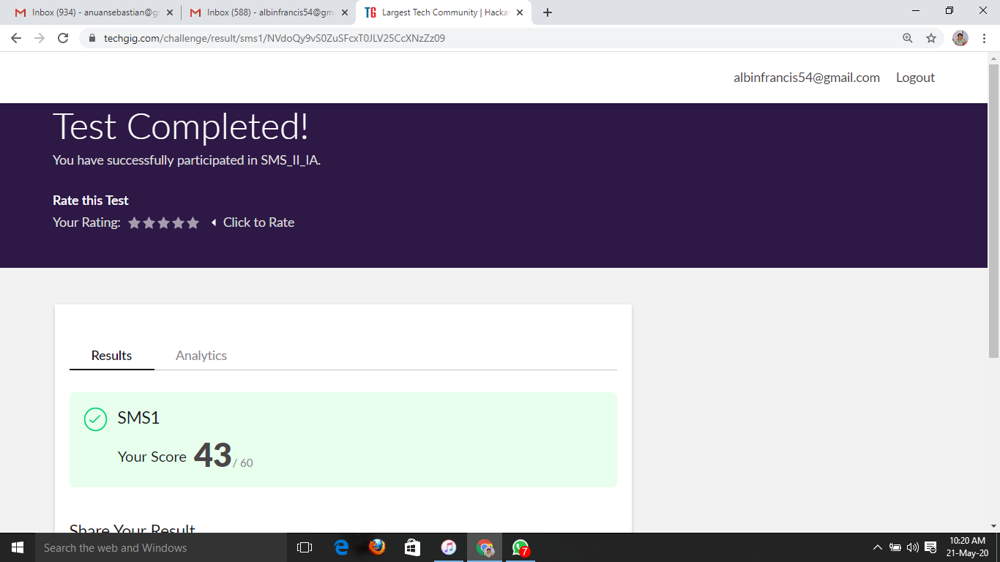 Inbox (934) - anuansebastian@gr
Inbox (588) - albinfrancis54@gm
TG Largest Tech Community | Hacka
techgig.com/challenge/result/sms1/NVdoQy9vS0ZuSFcxT0JLV25CcXNzZz09
albinfrancis54@gmail.com Logout
Test Completed!
You have successfully participated in SMS_II_IA.
Rate this Test
Your Rating: Click to Rate
Results Analytics
SMS1
Your Score 43 / 60
Share Your Result
Search the web and Windows
7
10:20 AM
21-May-20